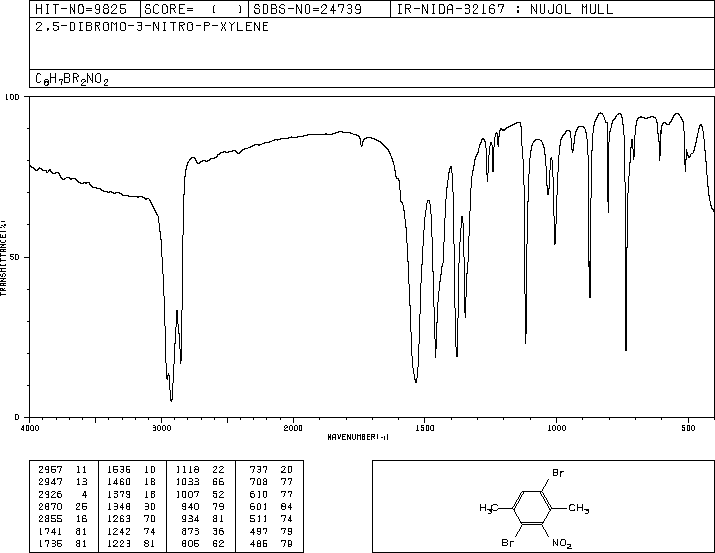 HIT-NO=9825 SCORE= ( ) SDBS-NO=24739 IR-NIDA-32167 : NUJOL MULL
2,5-DIBROMO-3-NITRO-P-XYLENE
C8H7BR2NO2
100
50
0
TRANSMITTANCE(%)
4000 3000 2000 1500 1000 500
WAVENUMBER(-1)
2967 11 1536 10 1118 22 737 20
2947 13 1460 18 1033 66 708 77
2926 4 1379 18 1007 52 610 77
2870 26 1348 30 940 79 601 84
2855 16 1263 70 934 81 511 74
1741 81 1242 74 873 36 497 79
1735 81 1223 81 806 62 486 79
Br
H3C CH3
Br NO2